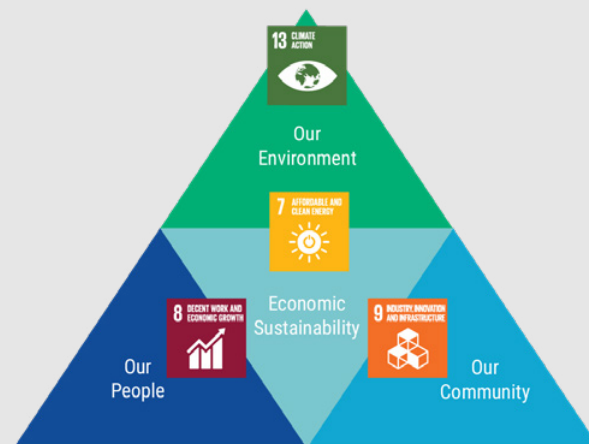 13 CLIMATE
ACTION
Our
Environment
7 AFFORDABLE AND
CLEAN ENERGY
Economic
Sustainability
8 DECENT WORK AND
ECONOMIC GROWTH
9 INDUSTRY, INNOVATION
AND INFRASTRUCTURE
Our
People
Our
Community